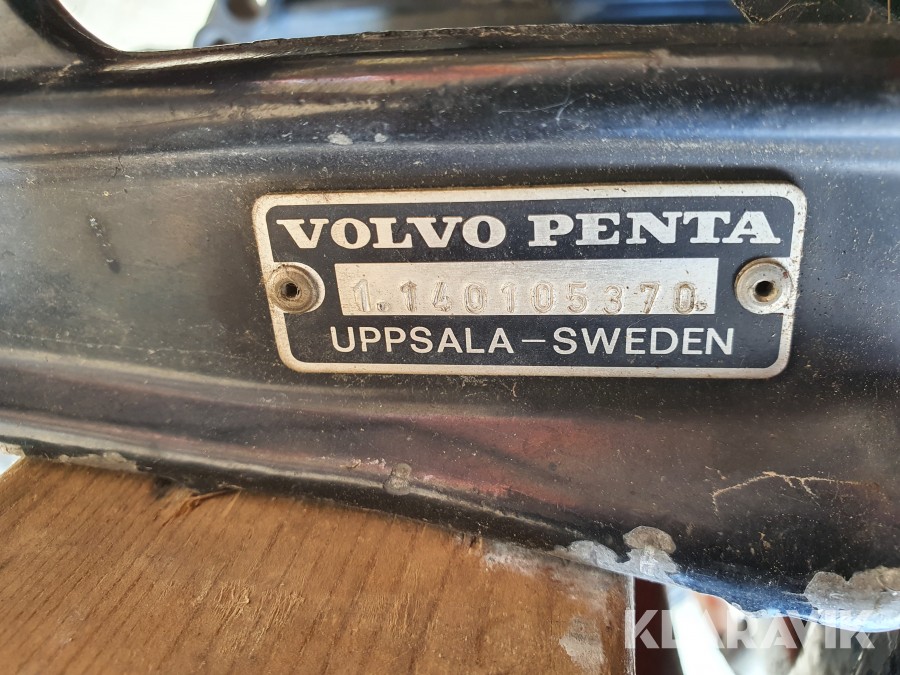 VOLVO PENTA
1.140105370.
UPPSALA – SWEDEN
KLARAVIK